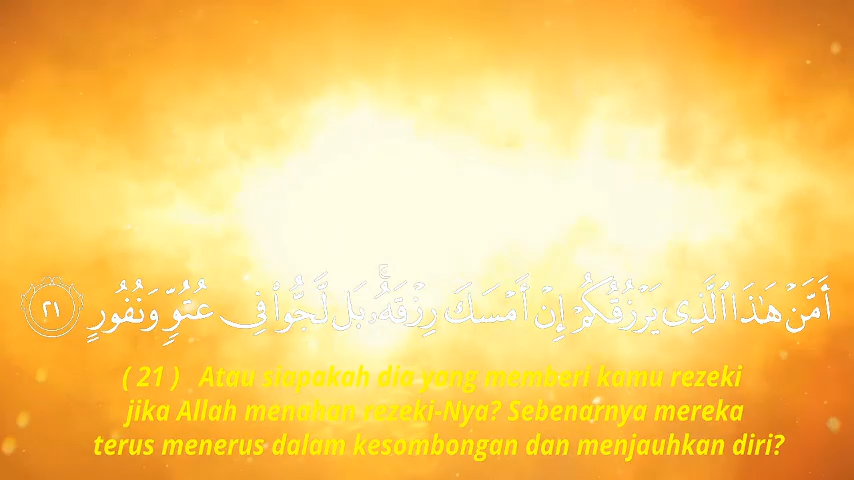 أَمَّنْ هَٰذَا ٱلَّذِى يَرْزُقُكُمْ إِنْ أَمْسَكَ رِزْقَهُۥ ۚ بَل لَّجُّوا۟ فِى عُتُوٍّ وَنُفُورٍ ٢١
( 21 ) Atau siapakah dia yang memberi kamu rezeki
jika Allah menahan rezeki-Nya? Sebenarnya mereka
terus menerus dalam kesombongan dan menjauhkan diri?